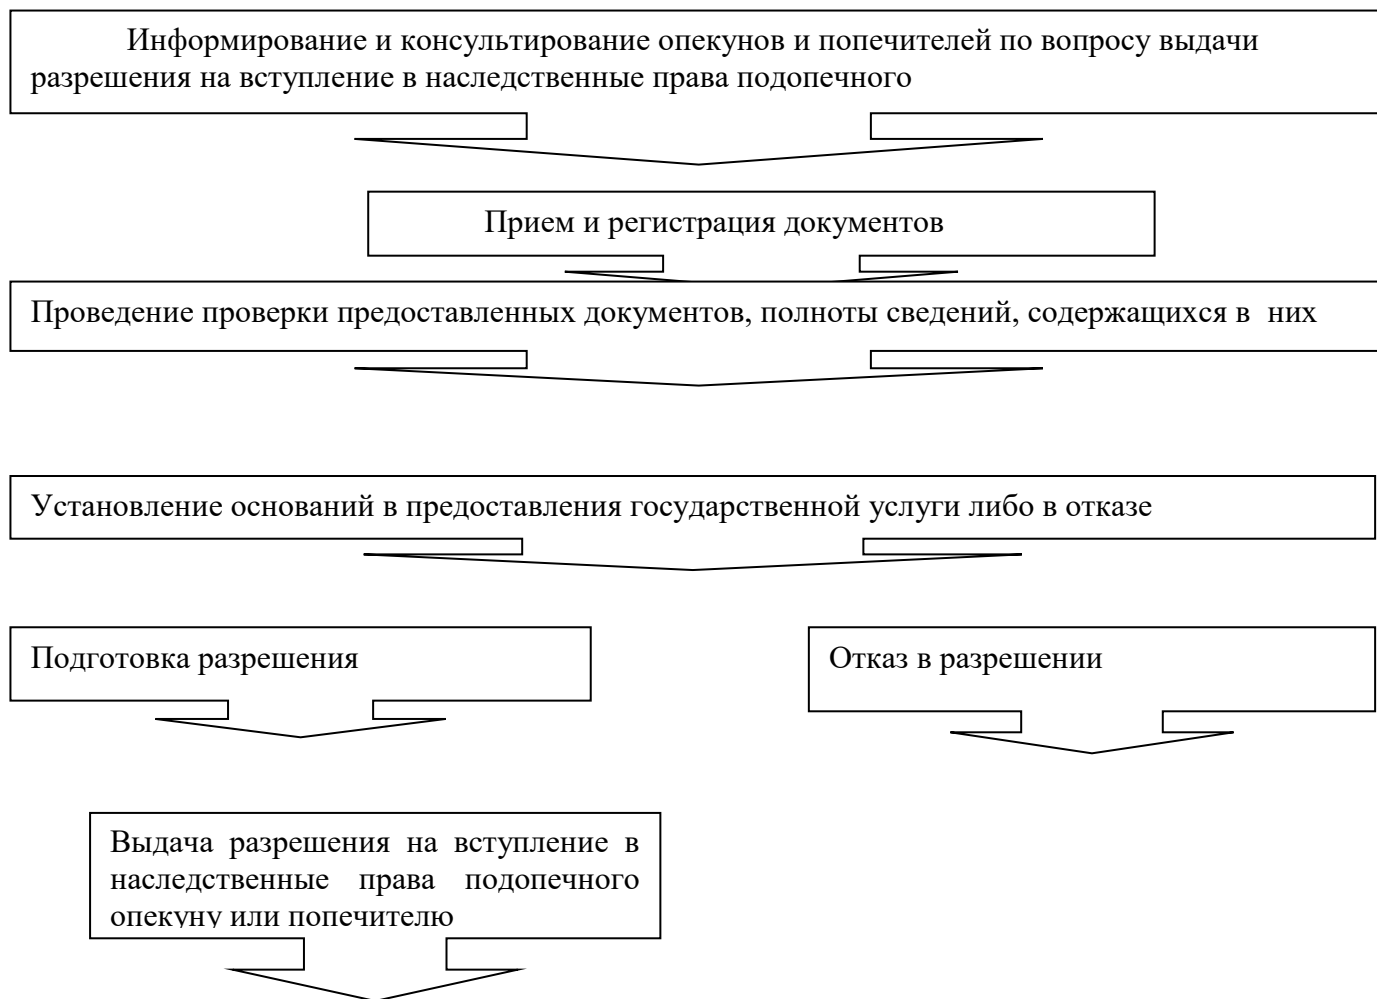 Информирование и консультирование опекунов и попечителей по вопросу выдачи
разрешения на вступление в наследственные права подопечного
Прием и регистрация документов
Проведение проверки предоставленных документов, полноты сведений, содержащихся в них
Установление оснований в предоставления государственной услуги либо в отказе
Подготовка разрешения
Отказ в разрешении
Выдача разрешения на вступление в
наследственные права подопечного
опекуну или попечителю